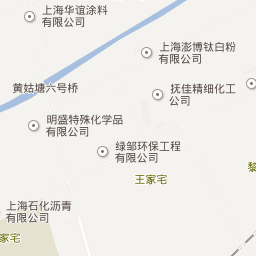 上海华谊涂料
有限公司
上海澎博钛白粉
有限公司
黄姑塘六号桥
抚佳精细化工
公司
明盛特殊化学品
有限公司
绿邹环保工程
有限公司
王家宅
黎
上海石化沥青
有限公司
家宅